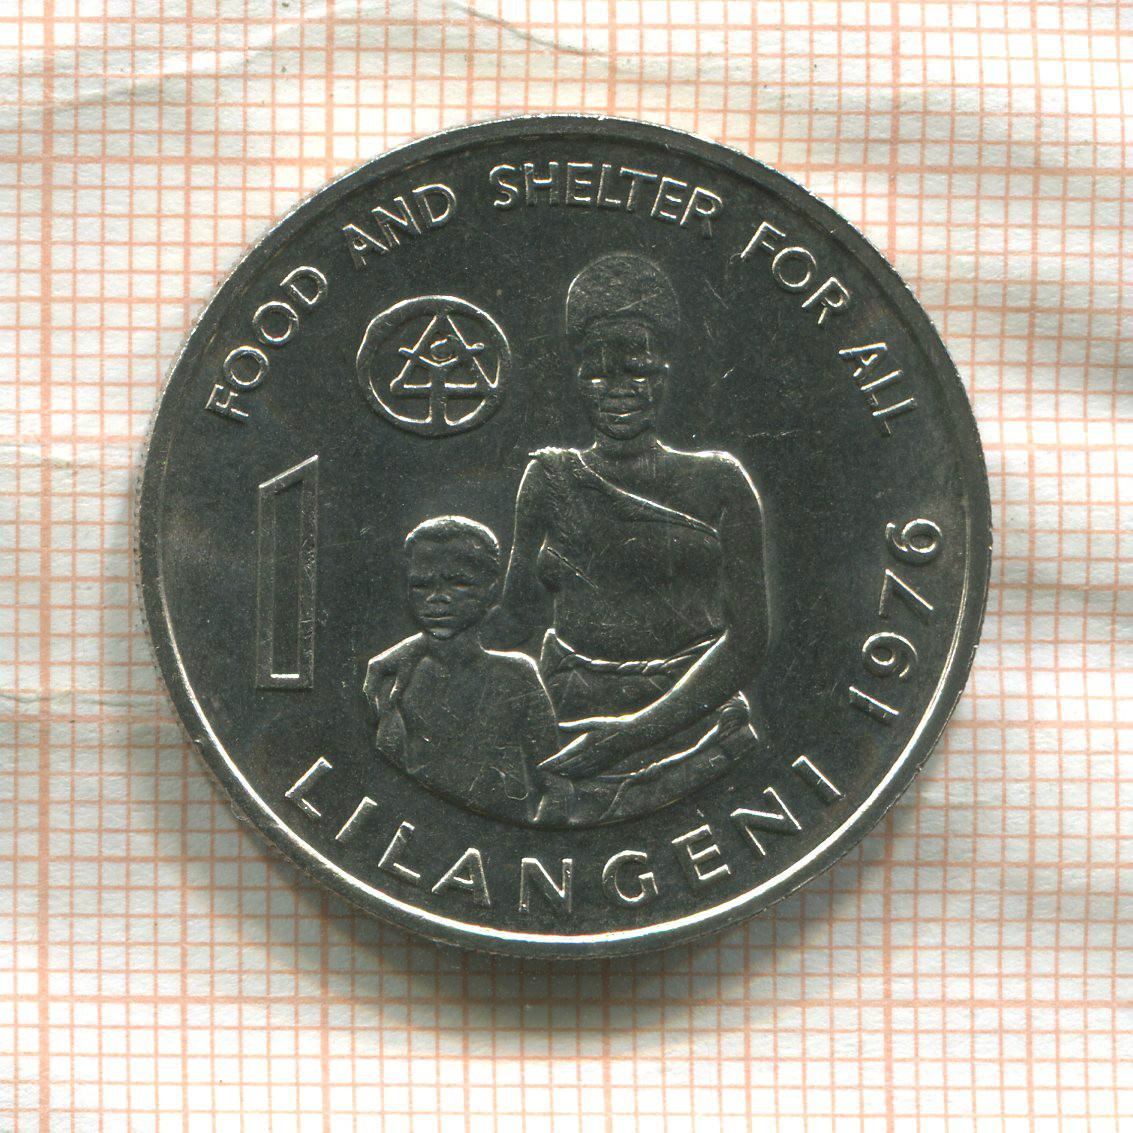 FOOD AND SHELTER FOR ALL
1
1976
LILANGENI